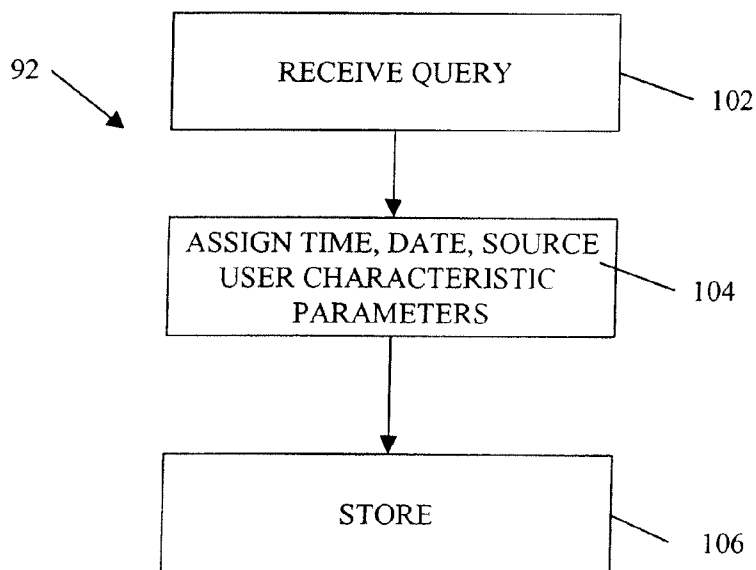 92
RECEIVE QUERY
102
ASSIGN TIME, DATE, SOURCE
USER CHARACTERISTIC
PARAMETERS
104
STORE
106